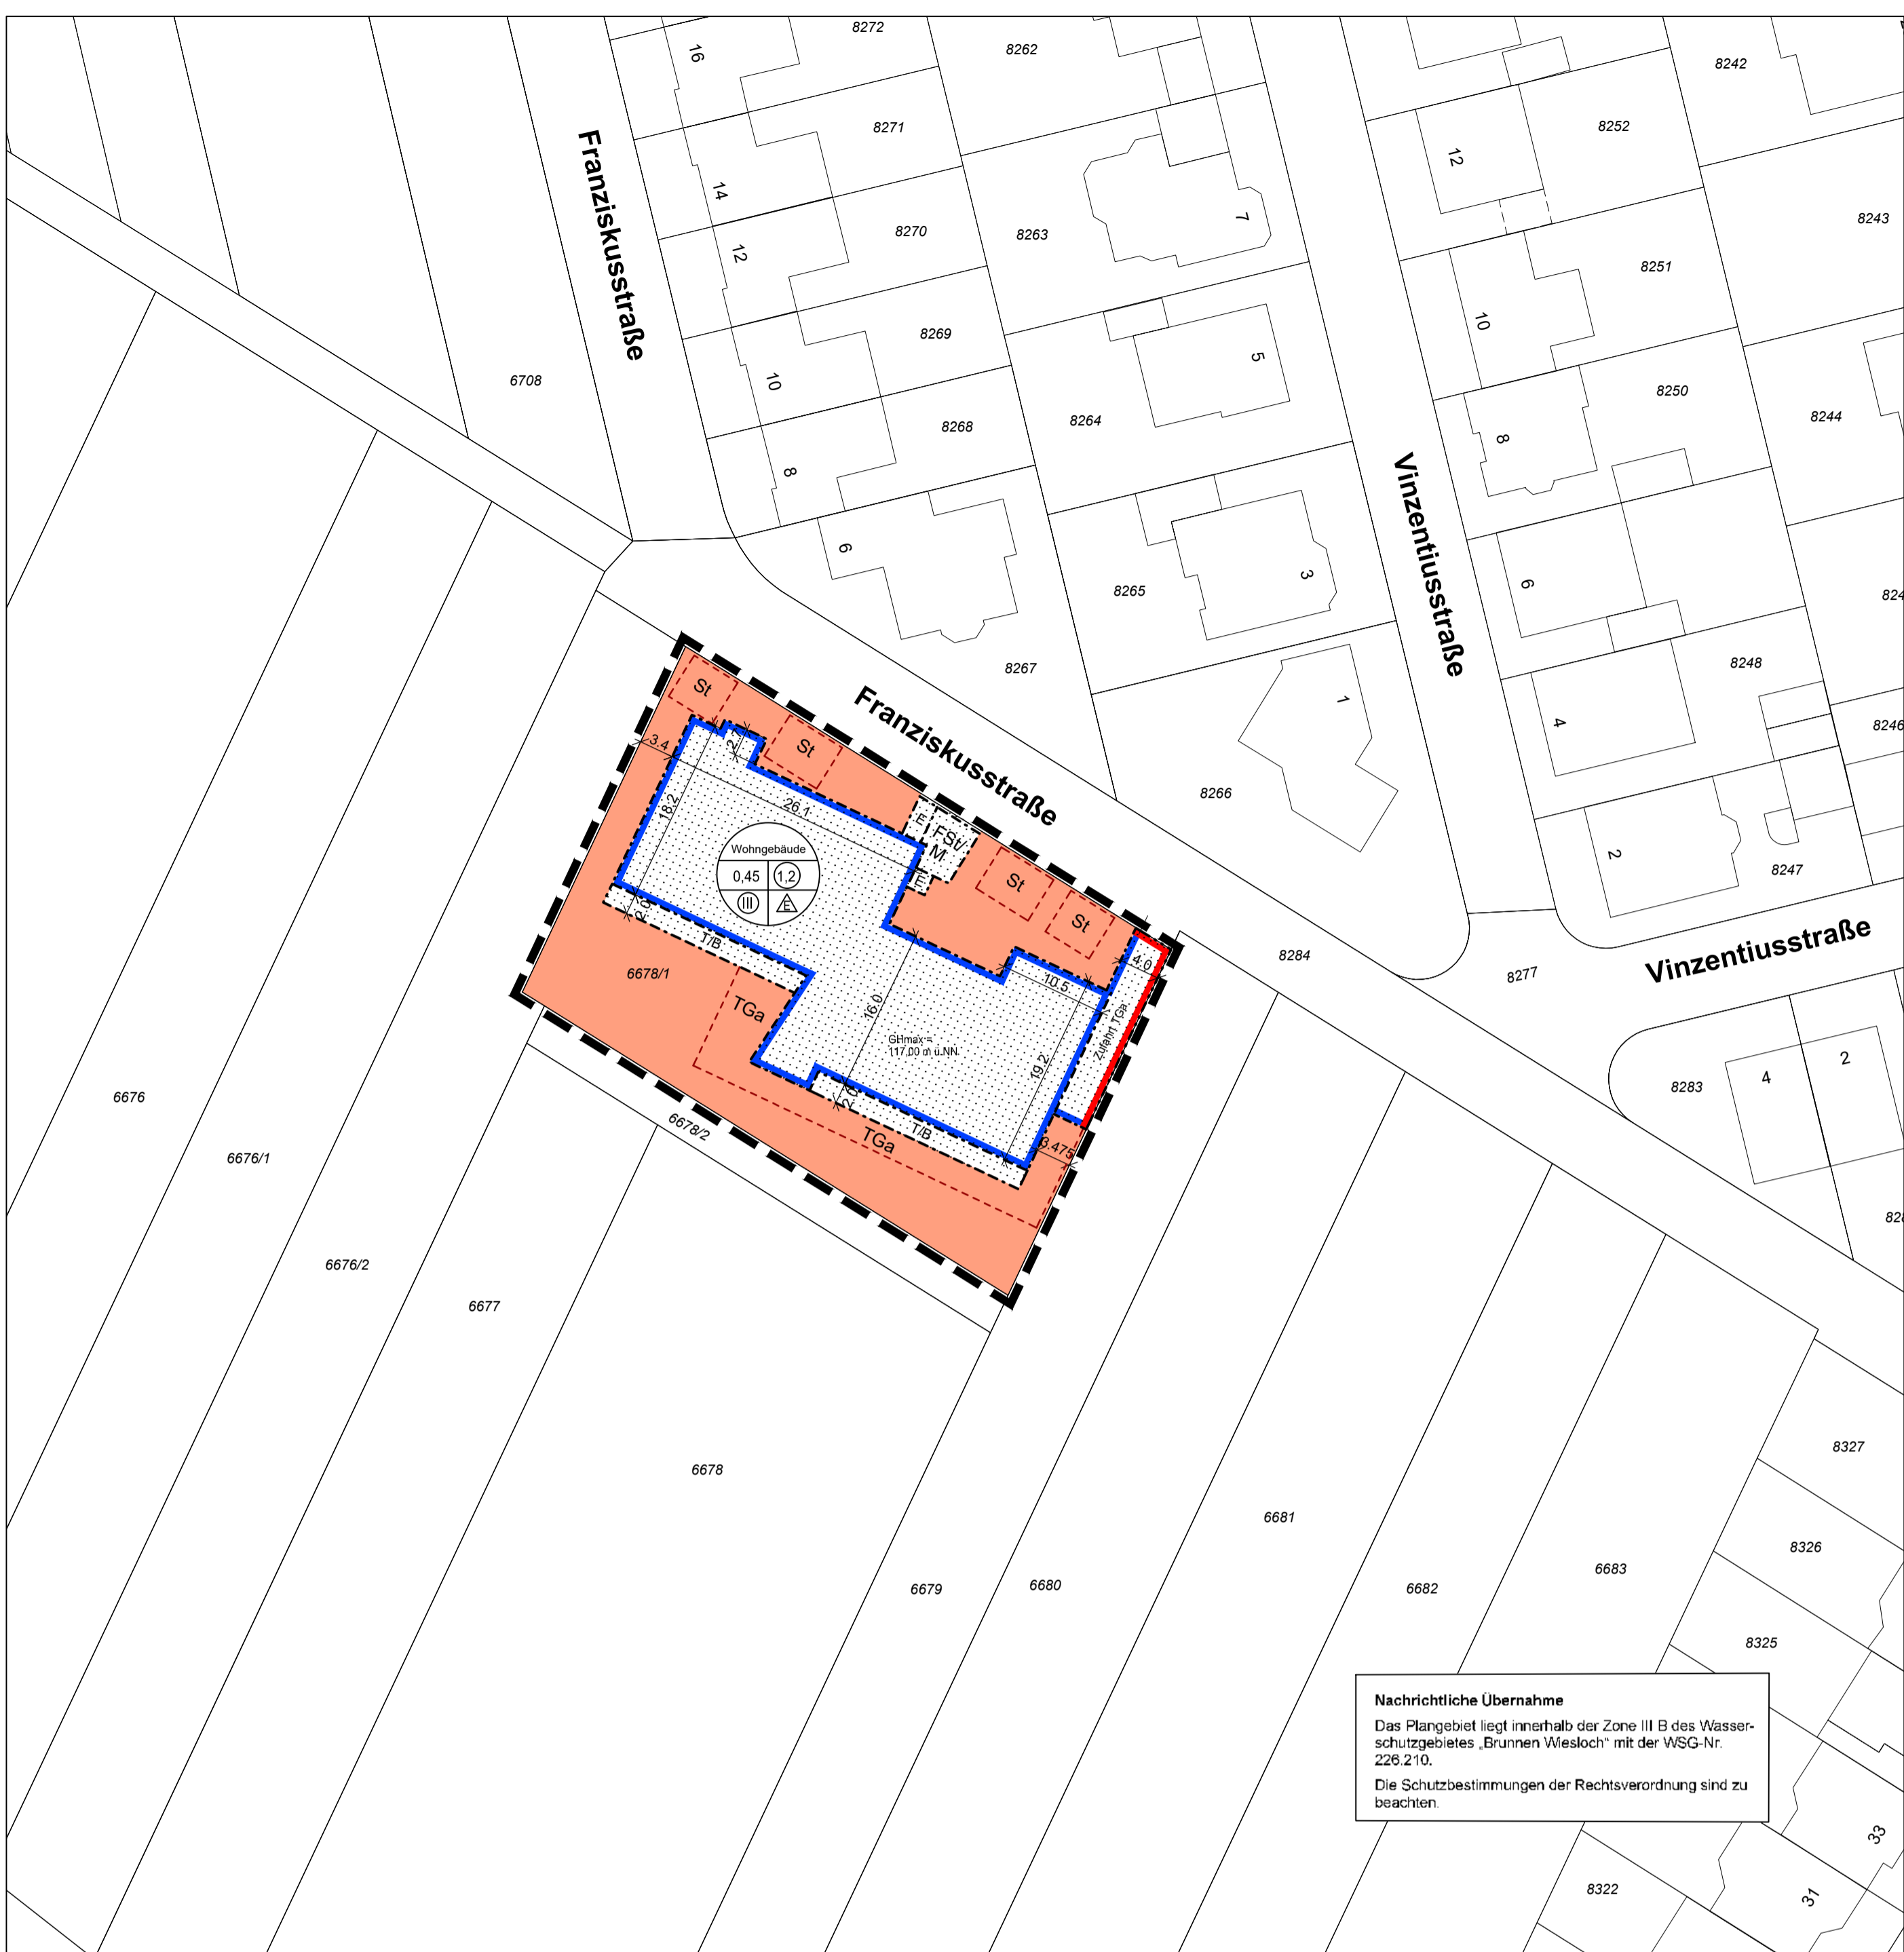 8272
8262
8242
16
8271
8252
12
Franziskusstraße
14
8270
8263
7
8243
12
8251
8269
10
5
6708
10
8268
8264
8250
8244
8
8
Vinzentiusstraße
6
3
8265
6
8267
8248
1
4
8246
8266
2
8247
Franziskusstraße
St
St
3.4
2.7
18.2
26.1
E
FSt/
M
E
Wohngebäude
0,45
1,2
III
E
St
St
2.0
T/B
6678/1
TGa
16.0
10.5
4.0
Zufahrt TGa
GHmax =
117,00 m ü.NN.
19.2
2.0
T/B
TGa
3.475
6678/2
8284
8277
Vinzentiusstraße
8283
4
2
6676
6676/1
6676/2
6677
6678
6679
6680
6681
6682
6683
8327
8326
8325
Nachrichtliche Übernahme
Das Plangebiet liegt innerhalb der Zone III B des Wasser-
schutzgebietes „Brunnen Wiesloch" mit der WSG-Nr.
226.210.
Die Schutzbestimmungen der Rechtsverordnung sind zu
beachten.
33
31
8322